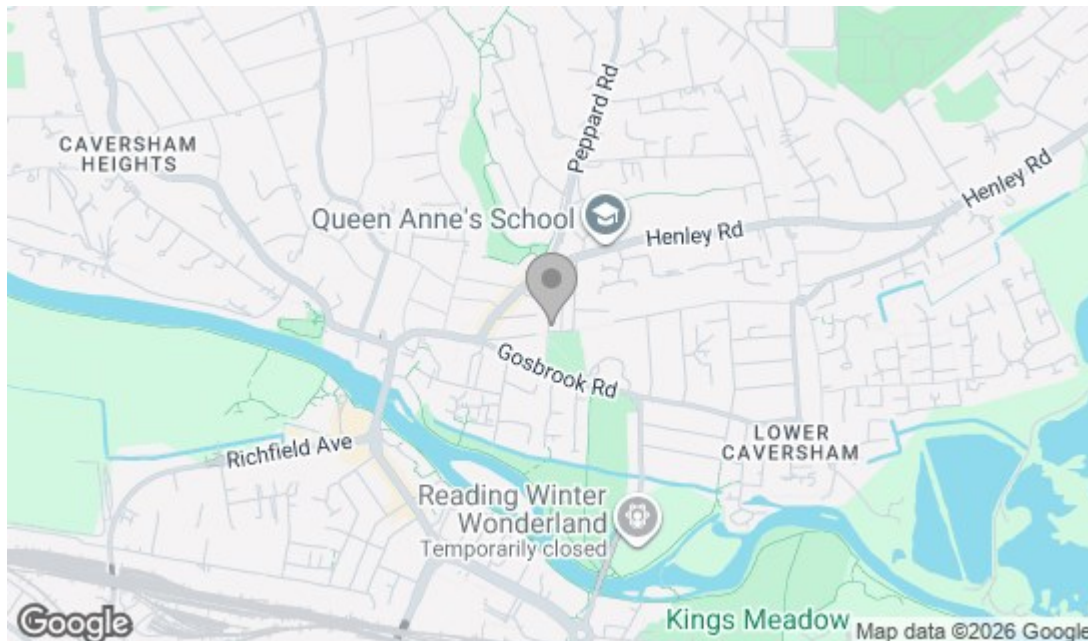 Peppard Rd
CAVERSHAM
HEIGHTS
Henley Rd
Queen Anne's School
Henley Rd
Gosbrook Rd
LOWER
CAVERSHAM
Richfield Ave
Reading Winter
Wonderland
Temporarily closed
Kings Meadow
Google
Map data ©2026 Google